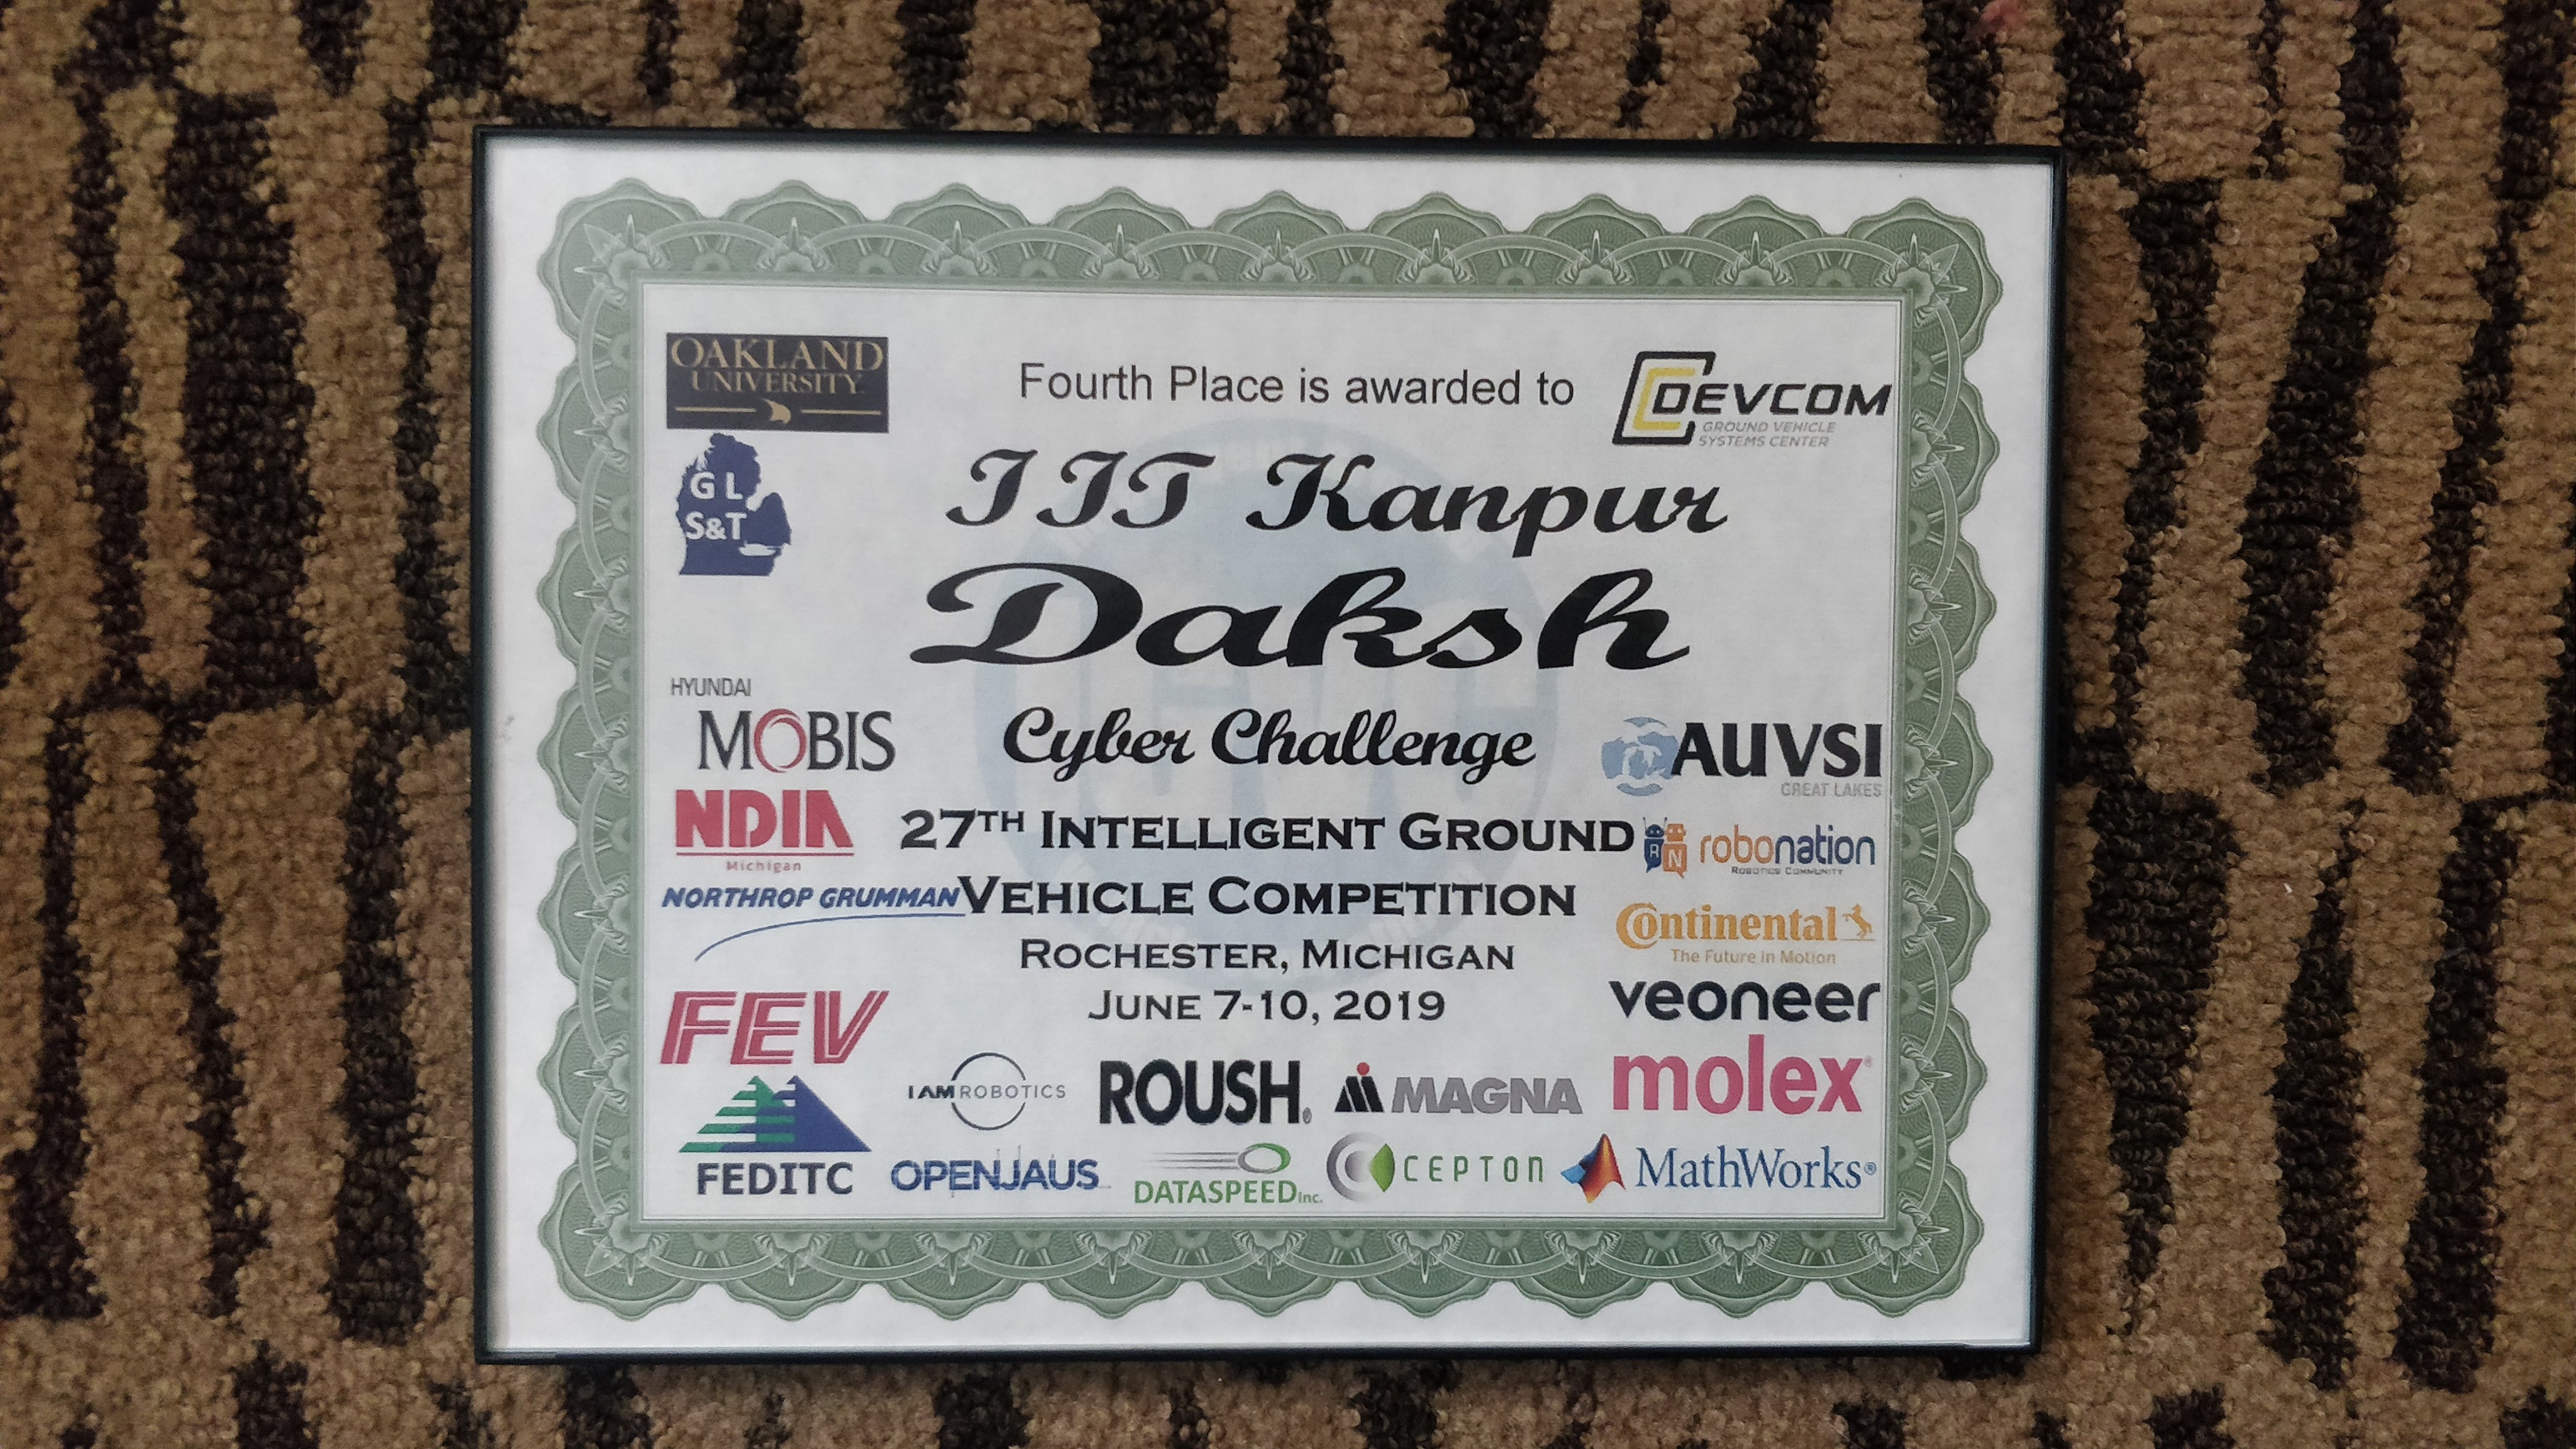 OAKLAND
UNIVERSITY
Fourth Place is awarded to
DEVCOM
GROUND VEHICLE
SYSTEMS CENTER
GL
S&T
IIT Kanpur
Daksh
HYUNDAI
MOBIS
Cyber Challenge
AUVSI
GREAT LAKES
NDIA
Michigan
27TH INTELLIGENT GROUND
robonation
ROBOTICS COMMUNITY
RN
NORTHROP GRUMMAN
VEHICLE COMPETITION
Continental
The Future in Motion
ROCHESTER, MICHIGAN
JUNE 7-10, 2019
veoneer
FEV
I AM ROBOTICS
ROUSH®
MAGNA
molex®
FEDITC
OPENJAUS
DATASPEED Inc.
CEPTON
MathWorks®